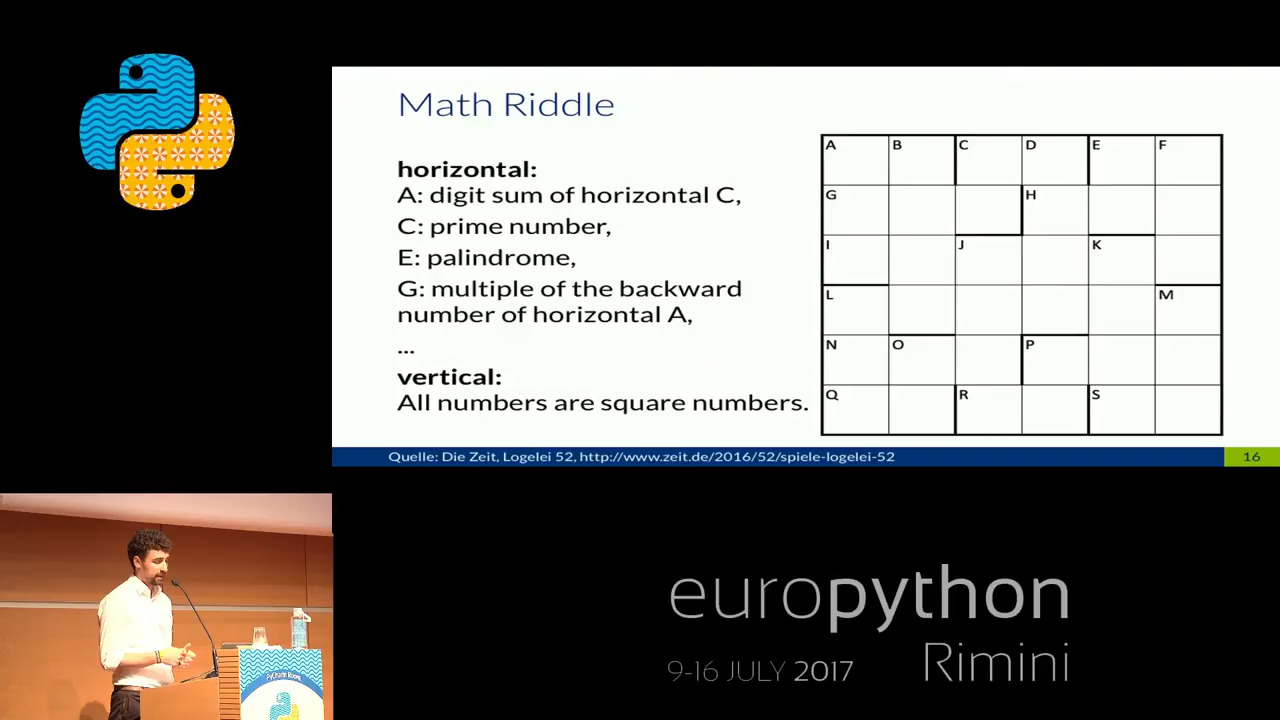 Math Riddle
horizontal:
A: digit sum of horizontal C,
C: prime number,
E: palindrome,
G: multiple of the backward
number of horizontal A,
...
vertical:
All numbers are square numbers.
A B C D E F
G H
I J K
L M
N O P
Q R S
Quelle: Die Zeit, Logelei 52, http://www.zeit.de/2016/52/spiele-logelei-52
16
PyCharm Room
europython
Rimini
9-16 JULY 2017